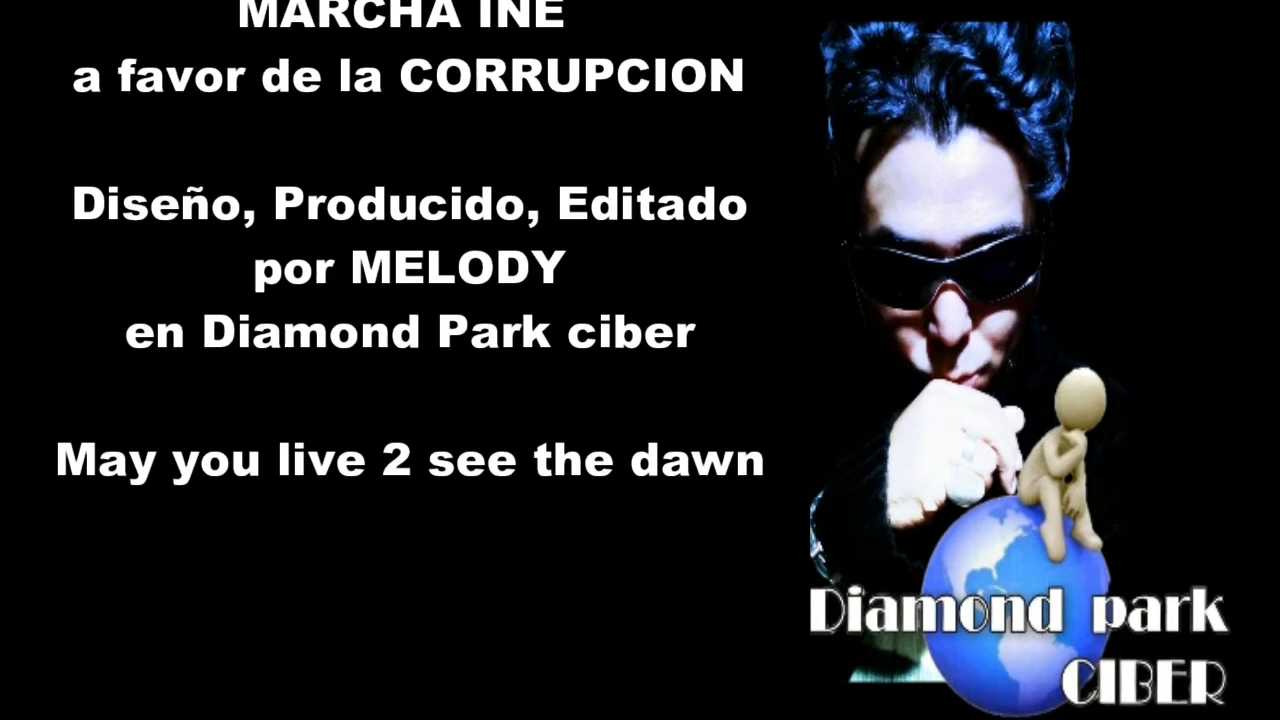 MARCHA INE
a favor de la CORRUPCION
Diseño, Producido, Editado
por MELODY
en Diamond Park ciber
May you live 2 see the dawn
Diamond park
CIBER